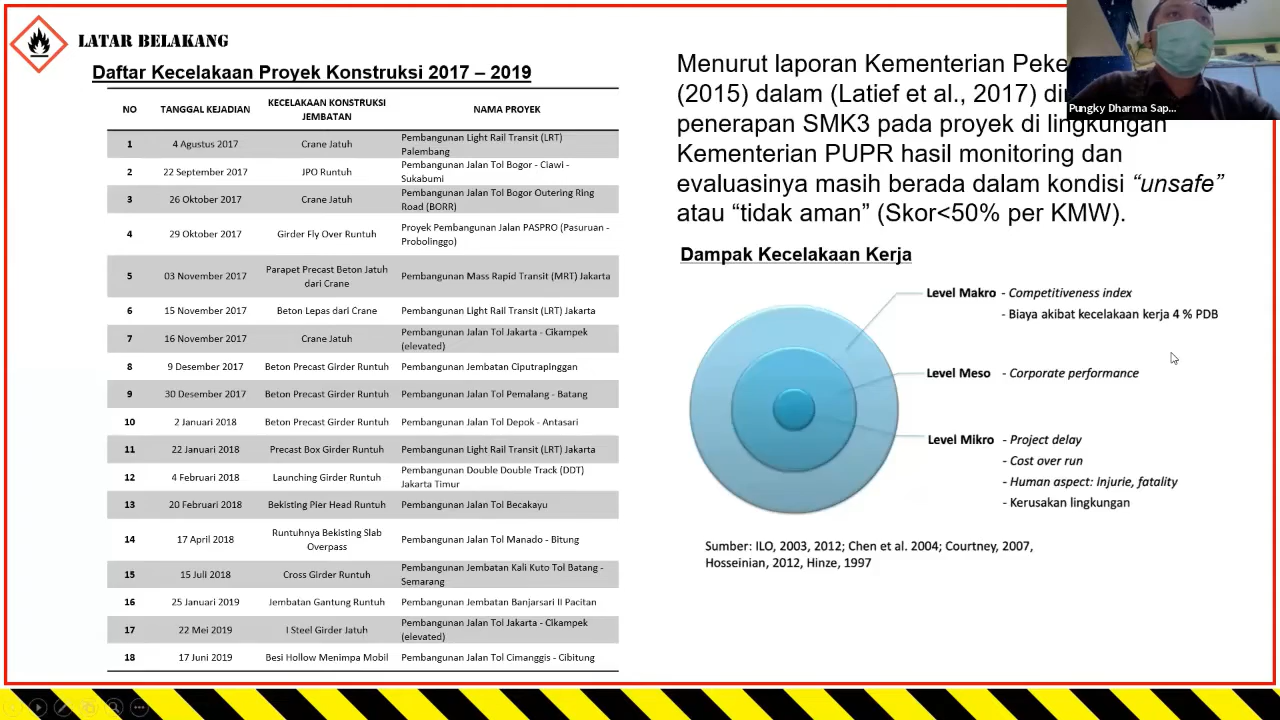 LATAR BELAKANG
Daftar Kecelakaan Proyek Konstruksi 2017 – 2019
NO TANGGAL KEJADIAN KECELAKAAN KONSTRUKSI JEMBATAN NAMA PROYEK
1 4 Agustus 2017 Crane Jatuh Pembangunan Light Rail Transit (LRT) Palembang
2 22 September 2017 JPO Runtuh Pembangunan Jalan Tol Bogor - Ciawi - Sukabumi
3 26 Oktober 2017 Crane Jatuh Pembangunan Jalan Tol Bogor Outering Ring Road (BORR)
4 29 Oktober 2017 Girder Fly Over Runtuh Proyek Pembangunan Jalan PASPRO (Pasuruan - Probolinggo)
5 03 November 2017 Parapet Precast Beton Jatuh dari Crane Pembangunan Mass Rapid Transit (MRT) Jakarta
6 15 November 2017 Beton Lepas dari Crane Pembangunan Light Rail Transit (LRT) Jakarta
7 16 November 2017 Crane Jatuh Pembangunan Jalan Tol Jakarta - Cikampek (elevated)
8 9 Desember 2017 Beton Precast Girder Runtuh Pembangunan Jembatan Ciputrapinggan
9 30 Desember 2017 Beton Precast Girder Runtuh Pembangunan Jalan Tol Pemalang - Batang
10 2 Januari 2018 Beton Precast Girder Runtuh Pembangunan Jalan Tol Depok - Antasari
11 22 Januari 2018 Precast Box Girder Runtuh Pembangunan Light Rail Transit (LRT) Jakarta
12 4 Februari 2018 Launching Girder Runtuh Pembangunan Double Double Track (DDT) Jakarta Timur
13 20 Februari 2018 Bekisting Pier Head Runtuh Pembangunan Jalan Tol Becakayu
14 17 April 2018 Runtuhnya Bekisting Slab Overpass Pembangunan Jalan Tol Manado - Bitung
15 15 Juli 2018 Cross Girder Runtuh Pembangunan Jembatan Kali Kuto Tol Batang - Semarang
16 25 Januari 2019 Jembatan Gantung Runtuh Pembangunan Jembatan Banjarsari II Pacitan
17 22 Mei 2019 I Steel Girder Jatuh Pembangunan Jalan Tol Jakarta - Cikampek (elevated)
18 17 Juni 2019 Besi Hollow Menimpa Mobil Pembangunan Jalan Tol Cimanggis - Cibitung
Menurut laporan Kementerian
(2015) dalam (Latief et al., 2017)
penerapan SMK3 pada proyek di lingkungan
Kementerian PUPR hasil monitoring dan
evaluasinya masih berada dalam kondisi “unsafe”
atau “tidak aman” (Skor<50% per KMW).
Pungky Dharma Sap...
Dampak Kecelakaan Kerja
Level Makro - Competitiveness index
- Biaya akibat kecelakaan kerja 4 % PDB
Level Meso - Corporate performance
Level Mikro - Project delay
- Cost over run
- Human aspect: Injurie, fatality
- Kerusakan lingkungan
Sumber: ILO, 2003, 2012; Chen et al. 2004; Courtney, 2007,
Hosseinian, 2012, Hinze, 1997